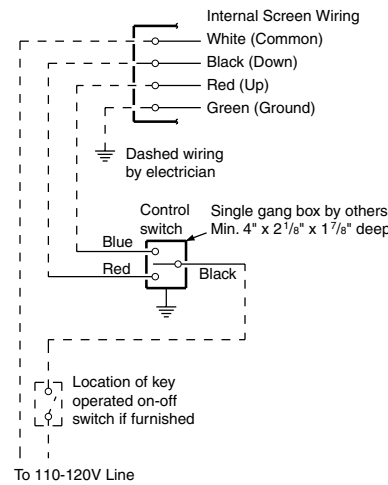 Internal Screen Wiring
White (Common)
Black (Down)
Red (Up)
Green (Ground)
Dashed wiring
by electrician
Control
switch
Single gang box by others
Min. 4" x 2 1/8" x 1 7/8" deep
Blue
Red
Black
Location of key
operated on-off
switch if furnished
To 110-120V Line